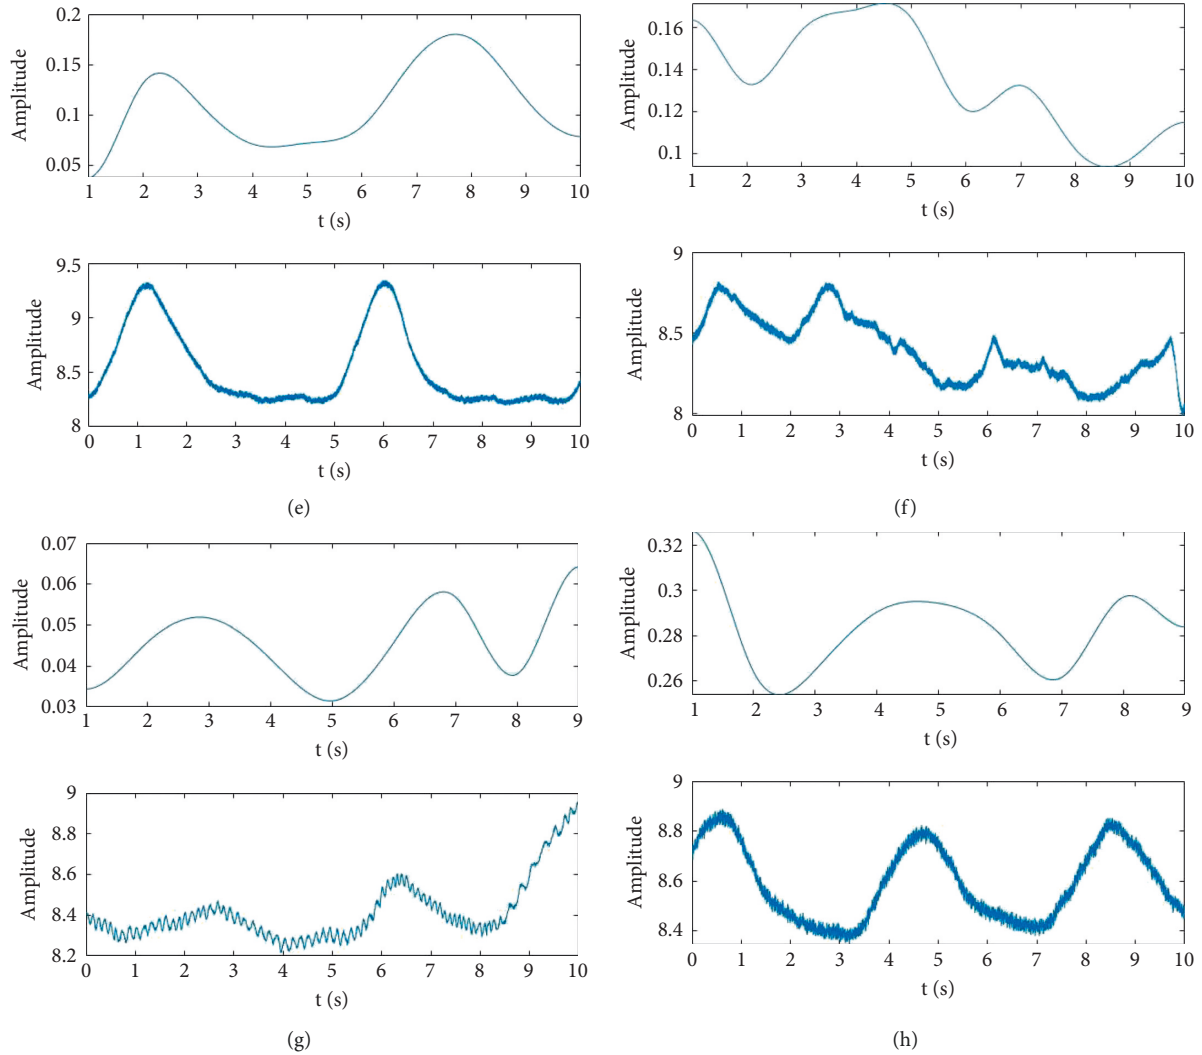 0.2
0.15
0.1
0.05
Amplitude
1 2 3 4 5 6 7 8 9 10
t (s)
9.5
9
8.5
8
Amplitude
0 1 2 3 4 5 6 7 8 9 10
t (s)
(e)
0.16
0.14
0.12
0.1
Amplitude
1 2 3 4 5 6 7 8 9 10
t (s)
9
8.5
8
Amplitude
0 1 2 3 4 5 6 7 8 9 10
t (s)
(f)
0.07
0.06
0.05
0.04
0.03
Amplitude
1 2 3 4 5 6 7 8 9
t (s)
9
8.8
8.6
8.4
8.2
Amplitude
0 1 2 3 4 5 6 7 8 9 10
t (s)
(g)
0.32
0.3
0.28
0.26
Amplitude
1 2 3 4 5 6 7 8 9
t (s)
9
8.8
8.6
8.4
Amplitude
0 1 2 3 4 5 6 7 8 9 10
t (s)
(h)